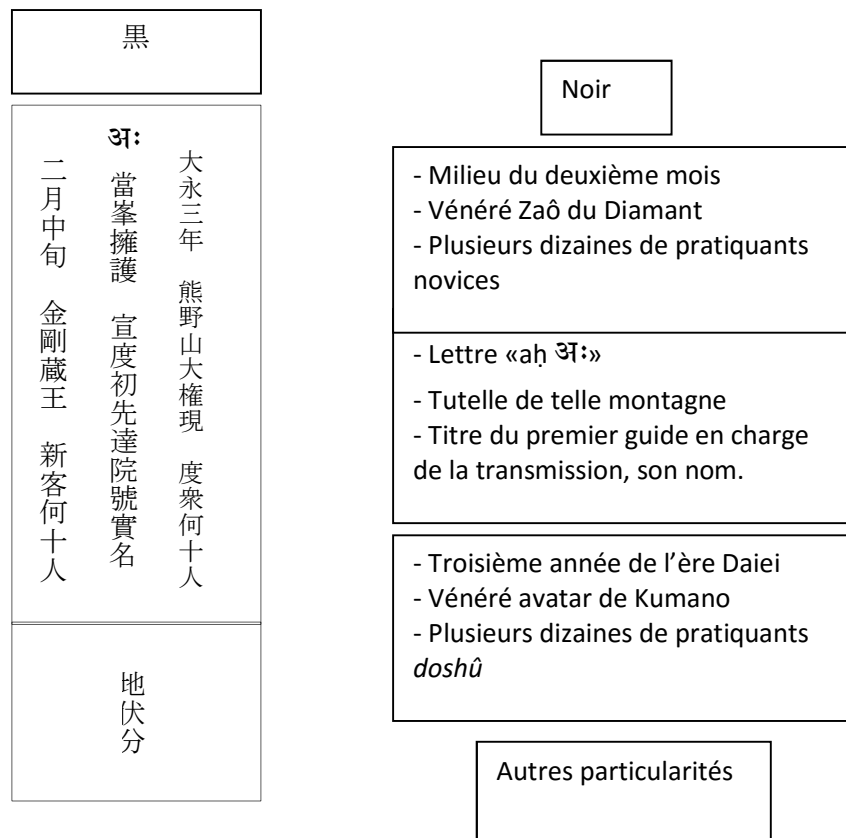 黒
大永三年 熊野山大権現 度衆何十人
अः 當峯擁護 宣度初先達院號實名
二月中旬 金剛蔵王 新客何十人
地伏分
Noir
- Milieu du deuxième mois
- Vénéré Zaô du Diamant
- Plusieurs dizaines de pratiquants
novices
- Lettre «aḥ अः»
- Tutelle de telle montagne
- Titre du premier guide en charge
de la transmission, son nom.
- Troisième année de l’ère Daiei
- Vénéré avatar de Kumano
- Plusieurs dizaines de pratiquants
doshû
Autres particularités